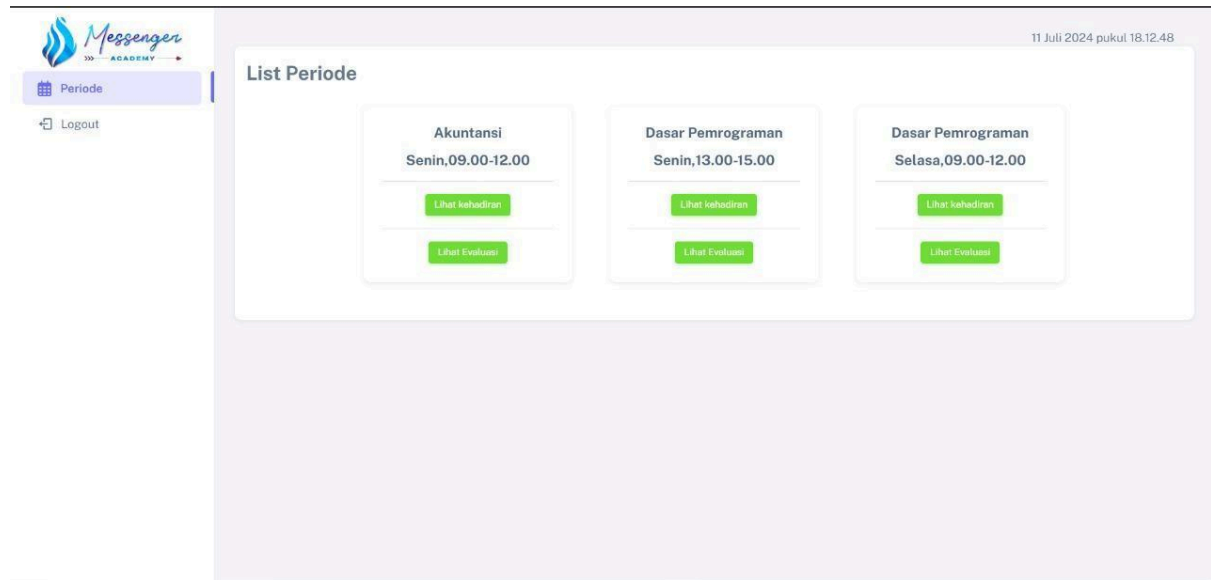 Messenger
ACADEMY
11 Juli 2024 pukul 18.12.48
Periode
Logout
List Periode
Akuntansi
Senin,09.00-12.00
Lihat kehadiran
Lihat Evaluasi
Dasar Pemrograman
Senin,13.00-15.00
Lihat kehadiran
Lihat Evaluasi
Dasar Pemrograman
Selasa,09.00-12.00
Lihat kehadiran
Lihat Evaluasi